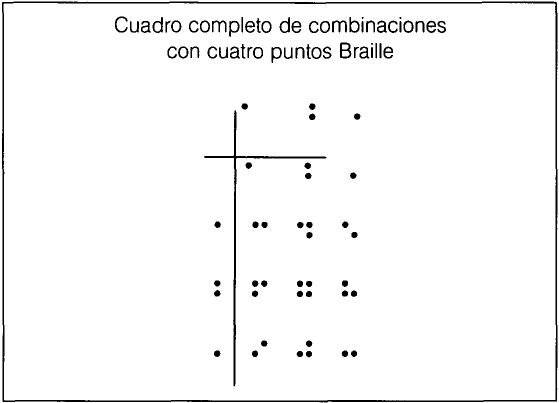 Cuadro completo de combinaciones
con cuatro puntos Braille